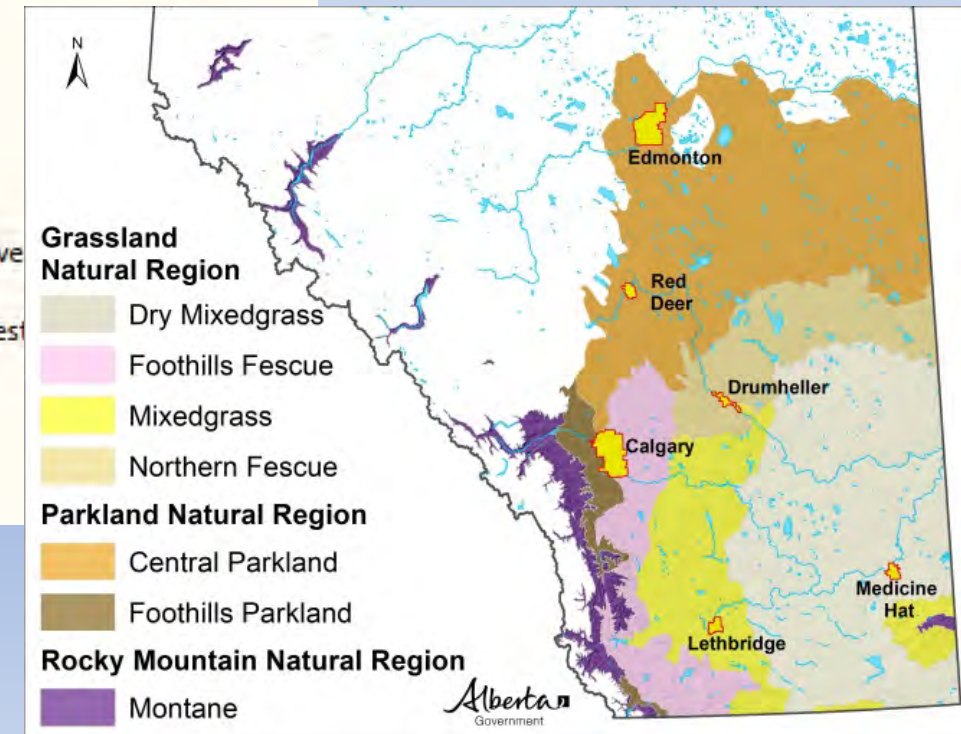 N
Edmonton
Red
Deer
Drumheller
Calgary
Medicine
Hat
Lethbridge
Grassland
Natural Region
Dry Mixedgrass
Foothills Fescue
Mixedgrass
Northern Fescue
Parkland Natural Region
Central Parkland
Foothills Parkland
Rocky Mountain Natural Region
Montane
Alberta
Government